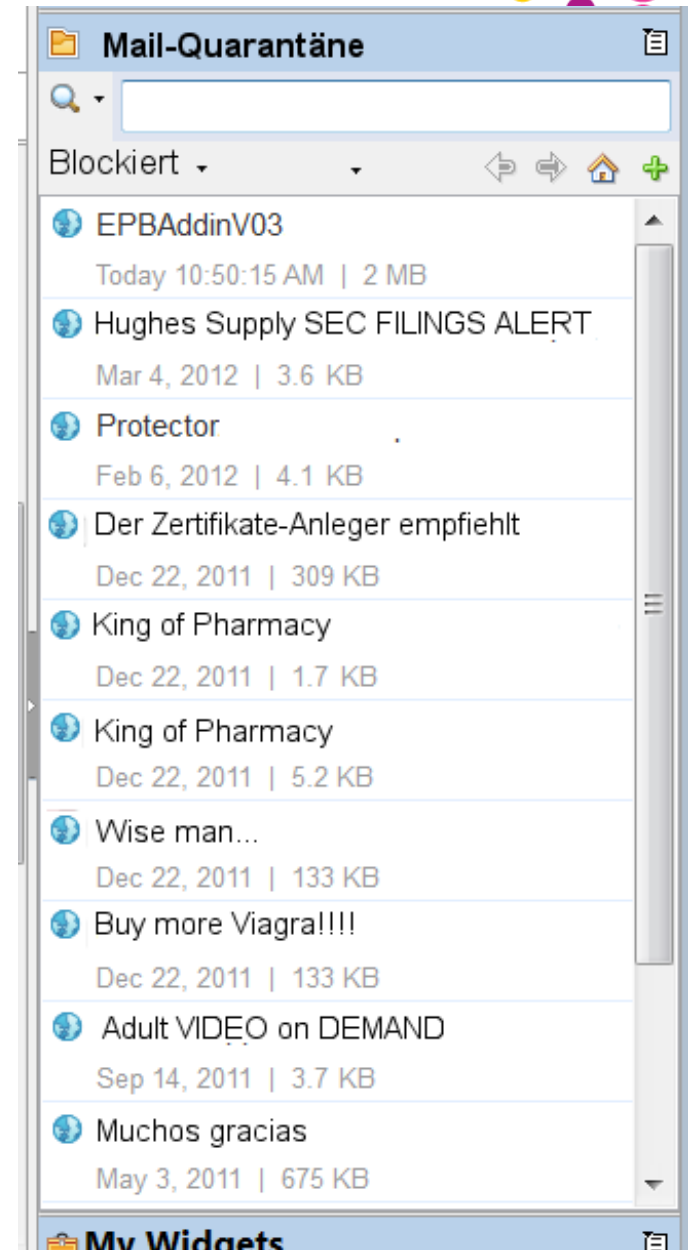 Mail-Quarantäne
Blockiert
EPBAddinV03
Today 10:50:15 AM | 2 MB
Hughes Supply SEC FILINGS ALERT
Mar 4, 2012 | 3.6 KB
Protector
Feb 6, 2012 | 4.1 KB
Der Zertifikate-Anleger empfiehlt
Dec 22, 2011 | 309 KB
King of Pharmacy
Dec 22, 2011 | 1.7 KB
King of Pharmacy
Dec 22, 2011 | 5.2 KB
Wise man...
Dec 22, 2011 | 133 KB
Buy more Viagra!!!!
Dec 22, 2011 | 133 KB
Adult VIDEO on DEMAND
Sep 14, 2011 | 3.7 KB
Muchos gracias
May 3, 2011 | 675 KB
My Widgets